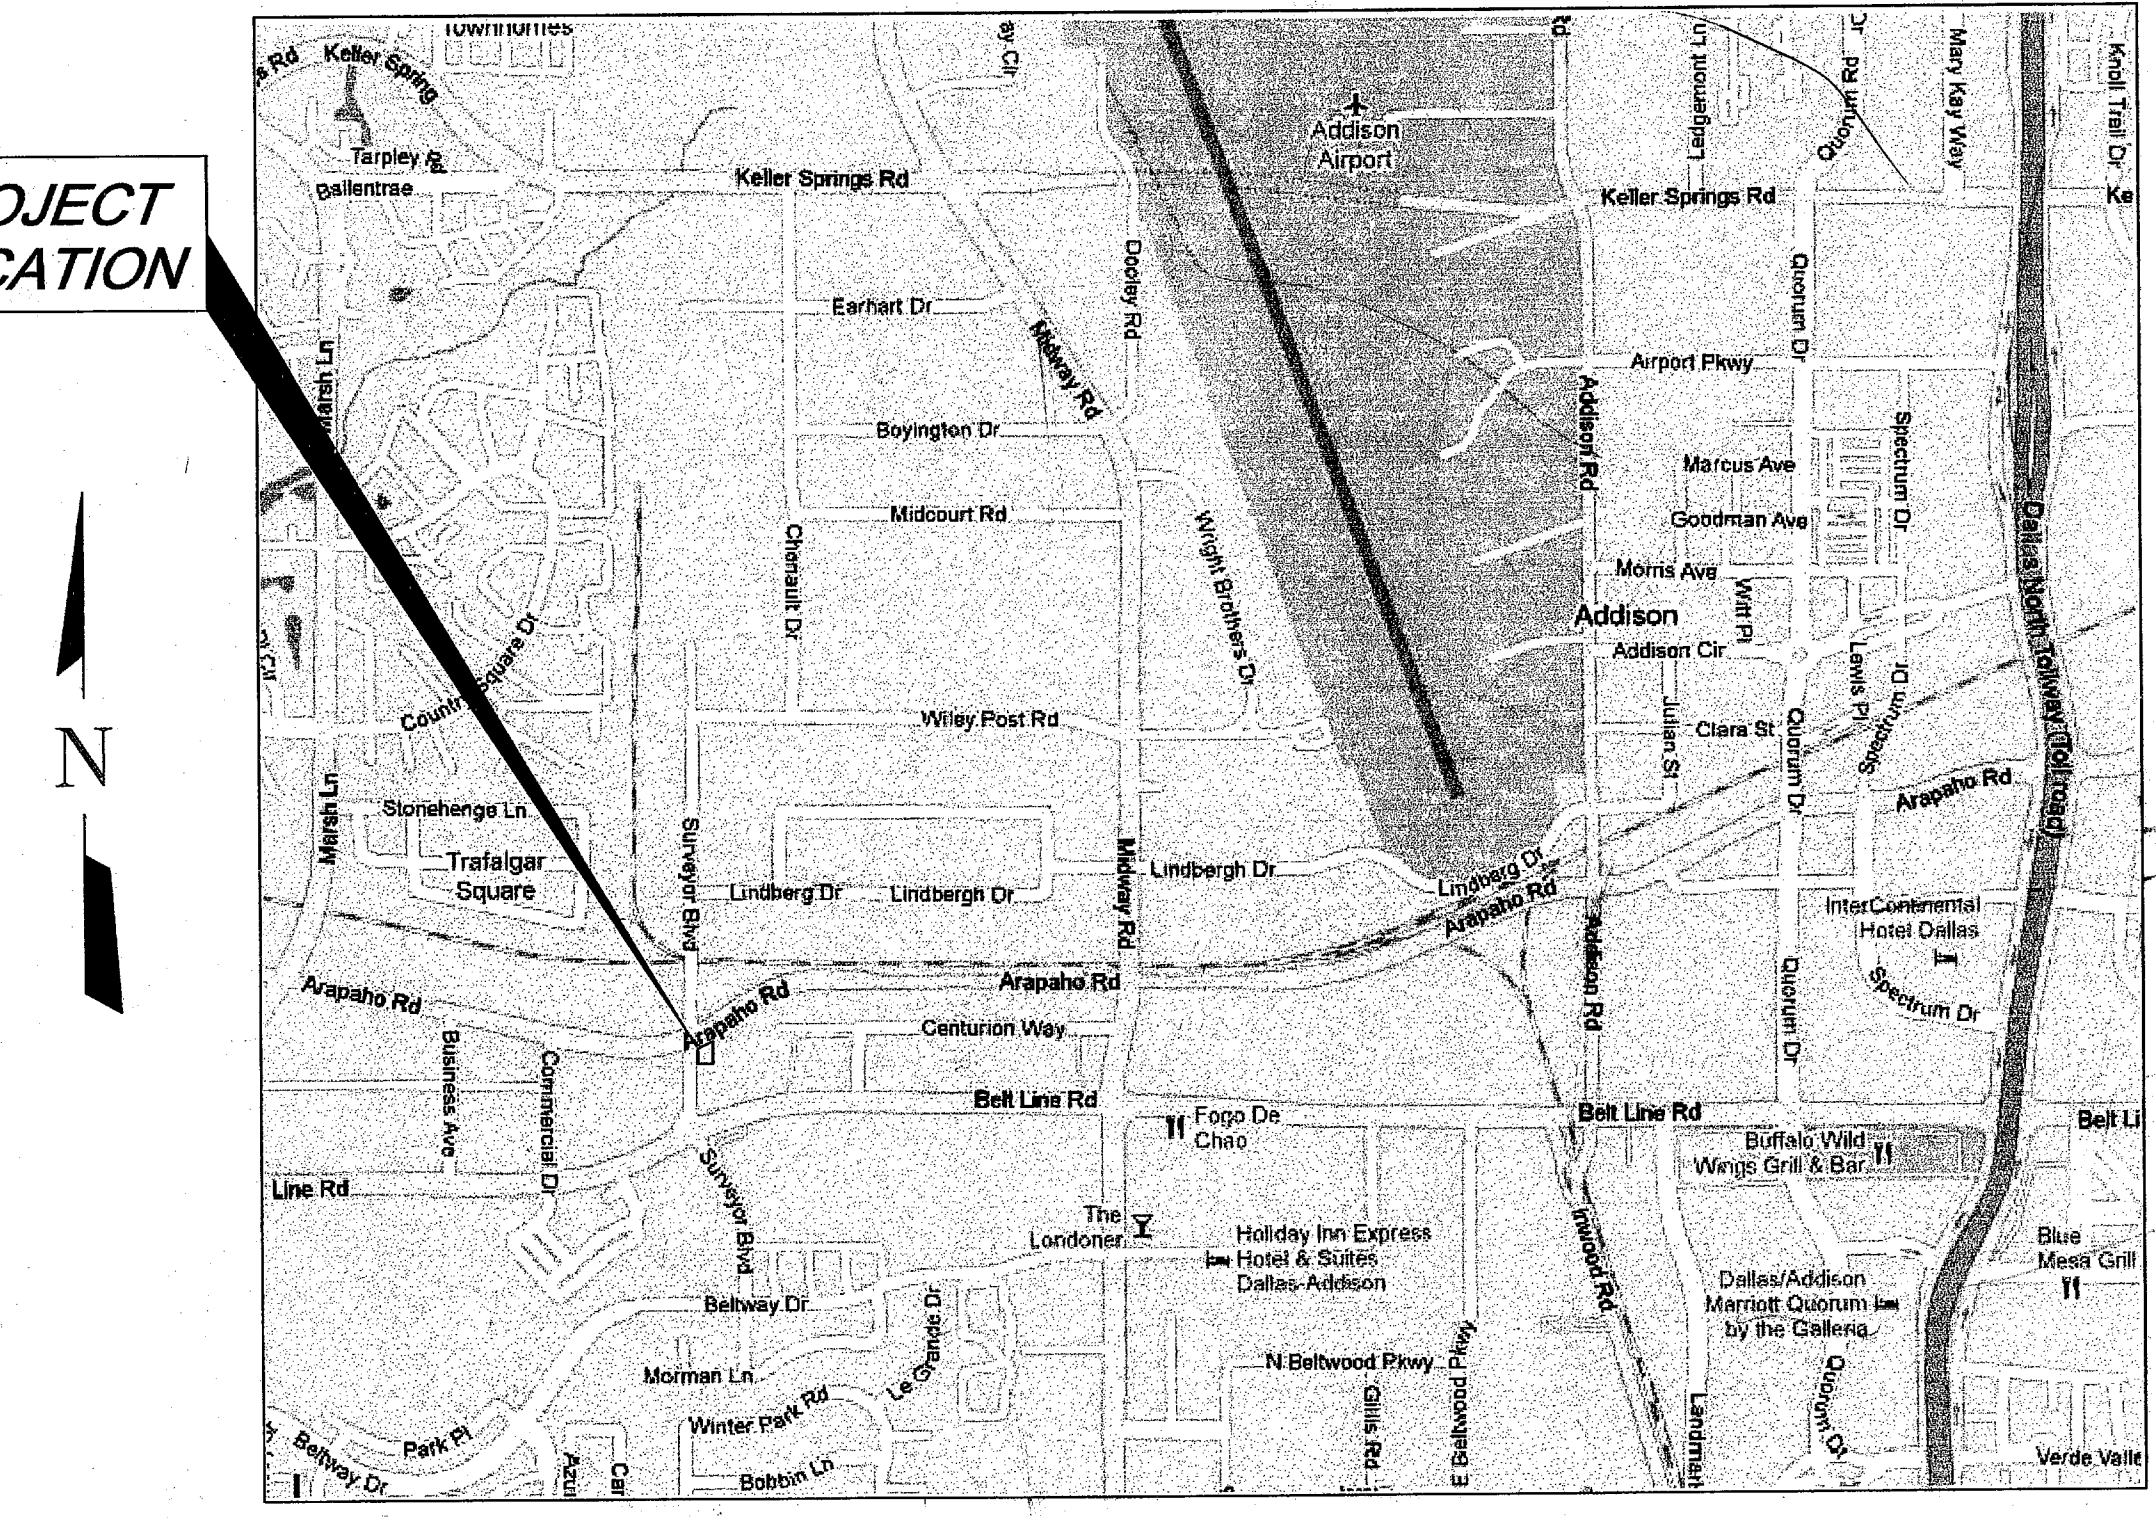 Townhomes
ay Cir
Rd
Ledgemont Ln
Dr
Quorum Rd
Mary Kay Way
Knoll Trail Dr
s Rd
Keller Spring
Addison
Airport
Tarpley Rd
Ballentrae
Keller Springs Rd
Keller Springs Rd
Ke
OJECT
CATION
Dooley Rd
Quorum Dr
Earhart Dr
Midway Rd
Marsh Ln
Airport Pkwy
Addison Rd
Boyington Dr
Spectrum Dr
Marcus Ave
Midcourt Rd
Goodman Ave
Chenault Dr
Wright Brothers Dr
Dallas North Tollway (Toll road)
Morris Ave
Witt Pl
Addison
Addison Cir
Lewis Pl
Country Square Dr
Julian St
Spectrum Dr
Wiley Post Rd
Clara St
Quorum Dr
N
Marsh Ln
Stonehenge Ln
Arapaho Rd
Surveyor Blvd
Midway Rd
Trafalgar
Square
Lindbergh Dr
Lindberg Dr
Lindberg Dr
Lindbergh Dr
Arapaho Rd
InterContinental
Hotel Dallas
Addison Rd
Arapaho Rd
Arapaho Rd
Arapaho Rd
Quorum Dr
Spectrum Dr
Centurion Way
Business Ave
Commercial Dr
Belt Line Rd
Belt Line Rd
Belt Li
Fogo De
Chao
Buffalo Wild
Wings Grill & Bar
Line Rd
Surveyor Blvd
The
Londoner
Holiday Inn Express
Hotel & Suites
Dallas-Addison
Inwood Rd
Blue
Mesa Grill
Dallas/Addison
Marriott Quorum
by the Galleria
Beltway Dr
Le Grande Dr
Morman Ln
N Beltwood Pkwy
E Beltwood Pkwy
Gillis Rd
Landmark
Quorum Dr
Winter Park Rd
Park Pl
Beltway Dr
Azur
Car
Bobbin Ln
Verde Valle